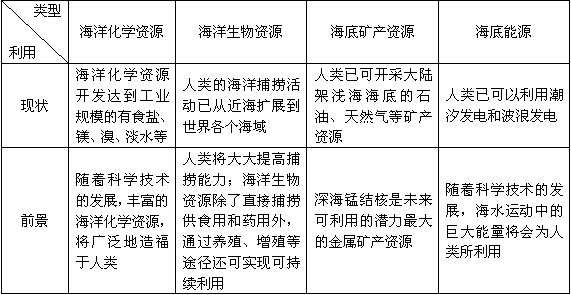 类型
利用
海洋化学资源
海洋生物资源
海底矿产资源
海底能源
现状
海洋化学资源
开发达到工业
规模的有食盐、
镁、溴、淡水等
人类的海洋捕捞活
动已从近海扩展到
世界各个海域
人类已可开采大陆
架浅海海底的石
油、天然气等矿产
资源
人类已可以利用潮
汐发电和波浪发电
前景
随着科学技术
的发展，丰富的
海洋化学资源，
将广泛地造福
于人类
人类将大大提高捕
捞能力；海洋生物
资源除了直接捕捞
供食用和药用外，
通过养殖、增殖等
途径还可实现可持
续利用
深海锰结核是未来
可利用的潜力最大
的金属矿产资源
随着科学技术的发
展，海水运动中的
巨大能量将会为人
类所利用